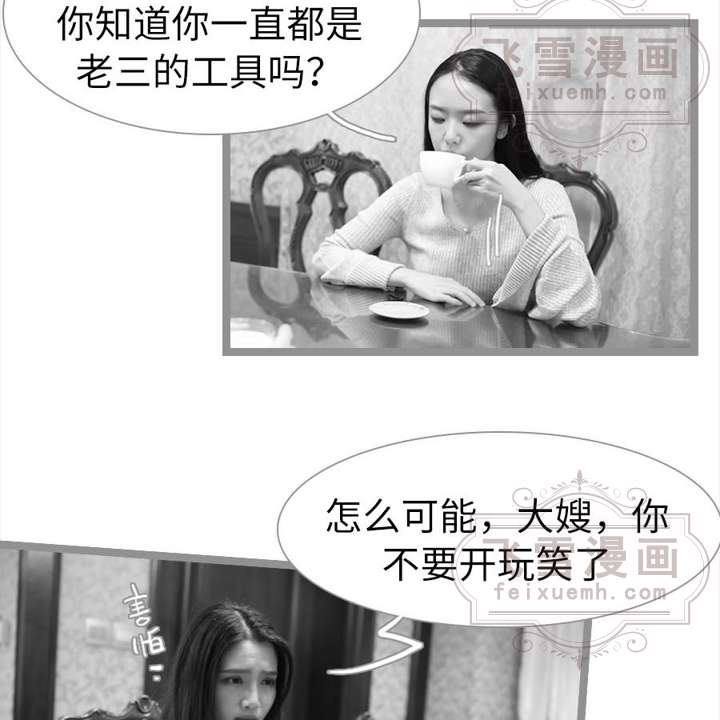 你知道你一直都是
老三的工具吗？
飞雪漫画
feixuemh.com
怎么可能，大嫂，你
不要开玩笑了
飞雪漫画
feixuemh.com
害怕